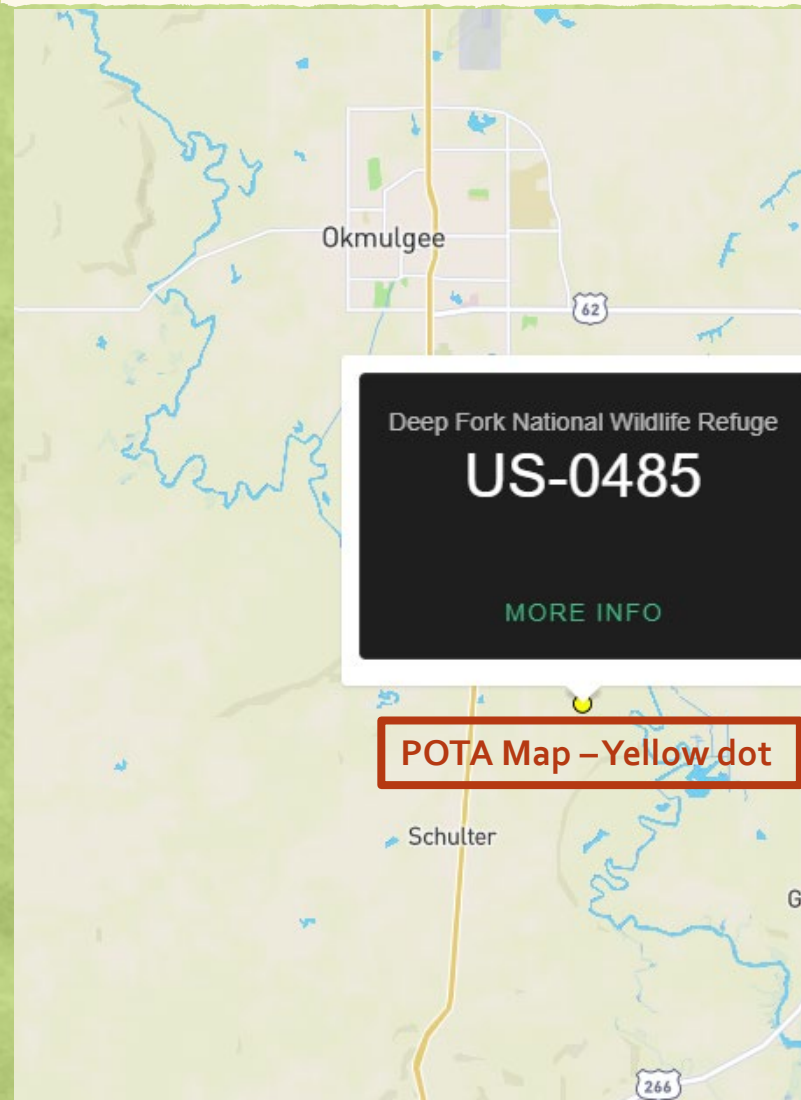 Okmulgee
62
Deep Fork National Wildlife Refuge
US-0485
MORE INFO
POTA Map – Yellow dot
Schulter
G
266